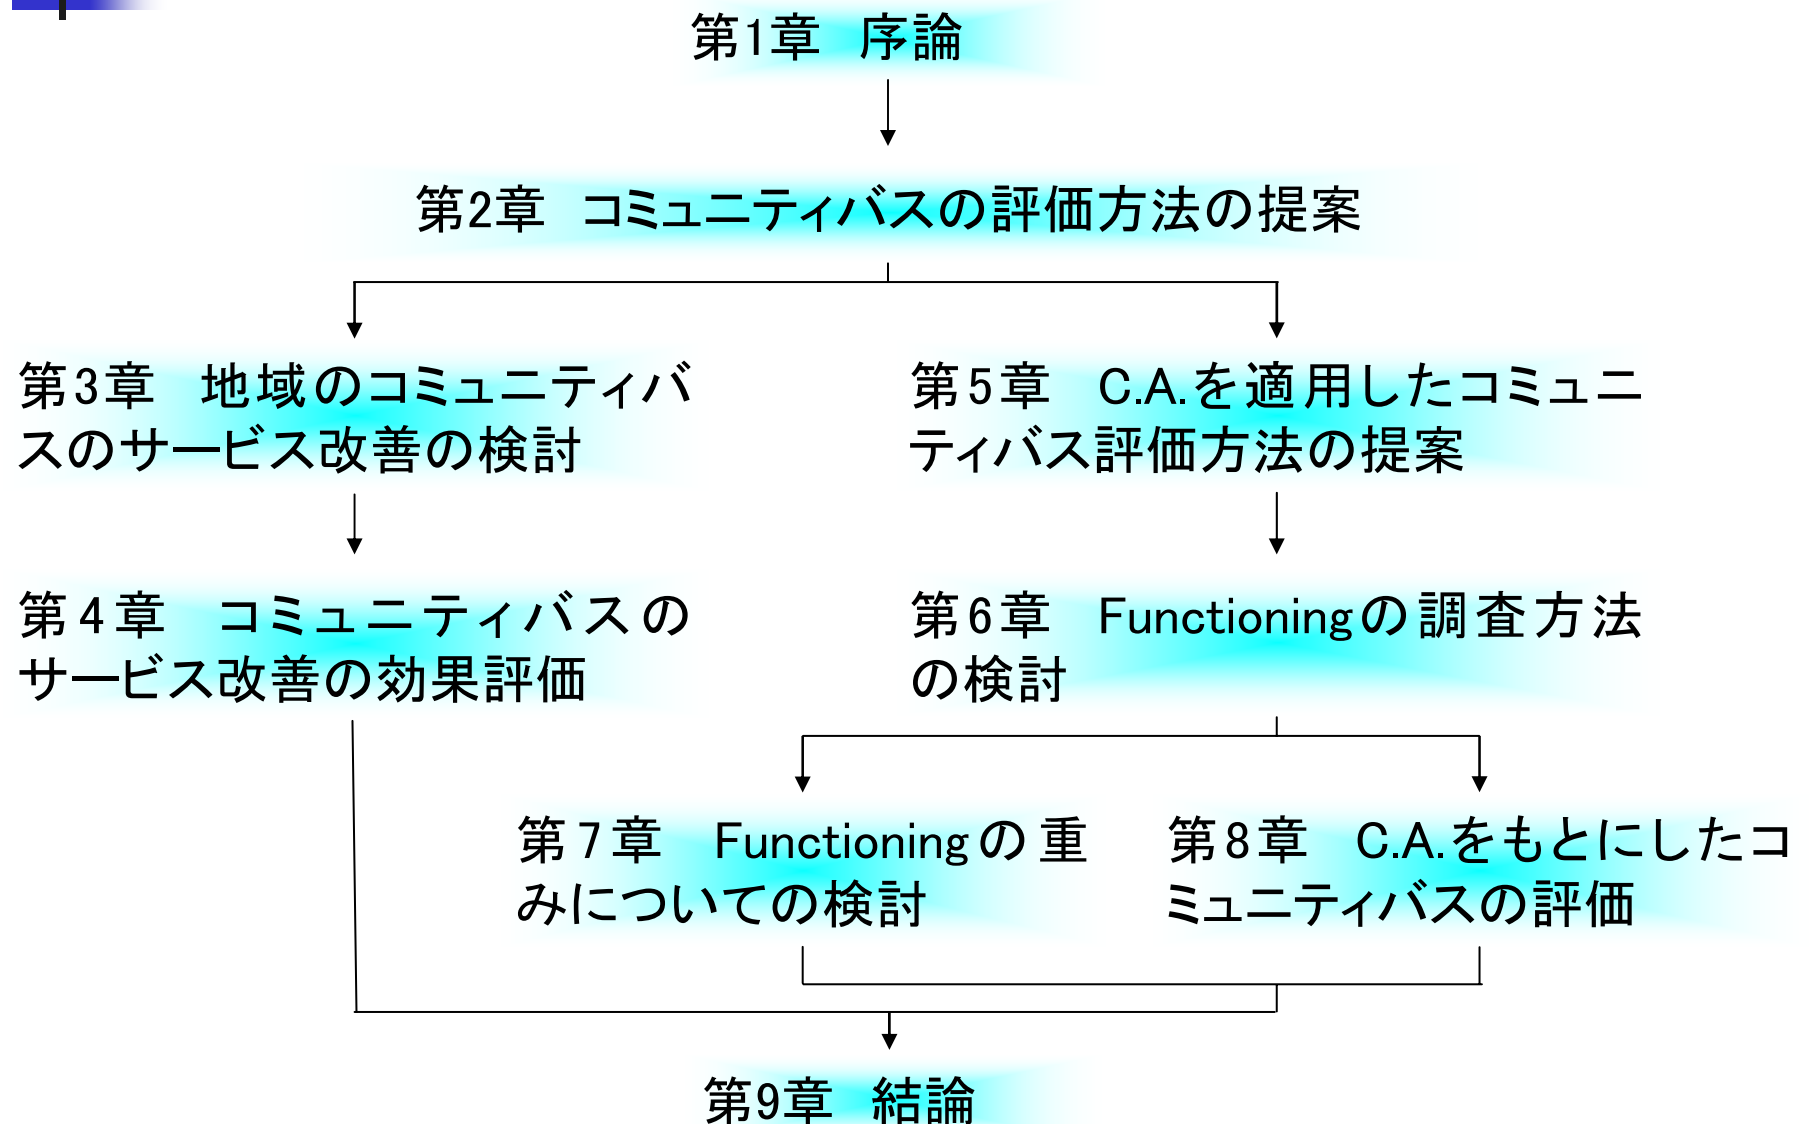 第1章　序論
第2章　コミュニティバスの評価方法の提案
第3章　地域のコミュニティバ
スのサービス改善の検討
第5章　C.A.を適用したコミュニ
ティバス評価方法の提案
第4章　コミュニティバスの
サービス改善の効果評価
第6章　Functioningの調査方法
の検討
第7章　Functioningの重
みについての検討
第8章　C.A.をもとにしたコ
ミュニティバスの評価
第9章　結論